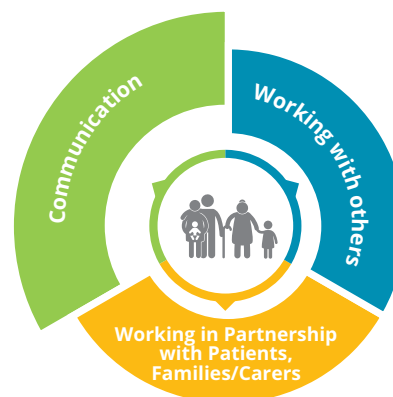 Communication
Working with others
Working in Partnership
with Patients,
Families/Carers